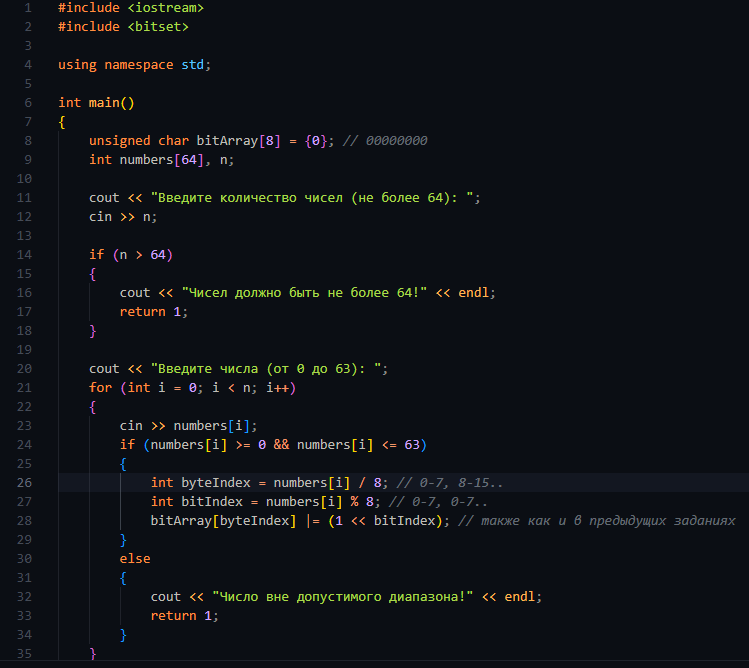 1 #include <iostream>
2 #include <bitset>
3
4 using namespace std;
5
6 int main()
7 {
8     unsigned char bitArray[8] = {0}; // 00000000
9     int numbers[64], n;
10
11     cout << "Введите количество чисел (не более 64): ";
12     cin >> n;
13
14     if (n > 64)
15     {
16         cout << "Чисел должно быть не более 64!" << endl;
17         return 1;
18     }
19
20     cout << "Введите числа (от 0 до 63): ";
21     for (int i = 0; i < n; i++)
22     {
23         cin >> numbers[i];
24         if (numbers[i] >= 0 && numbers[i] <= 63)
25         {
26             int byteIndex = numbers[i] / 8; // 0-7, 8-15..
27             int bitIndex = numbers[i] % 8; // 0-7, 0-7..
28             bitArray[byteIndex] |= (1 << bitIndex); // также как и в предыдущих заданиях
29         }
30         else
31         {
32             cout << "Число вне допустимого диапазона!" << endl;
33             return 1;
34         }
35     }